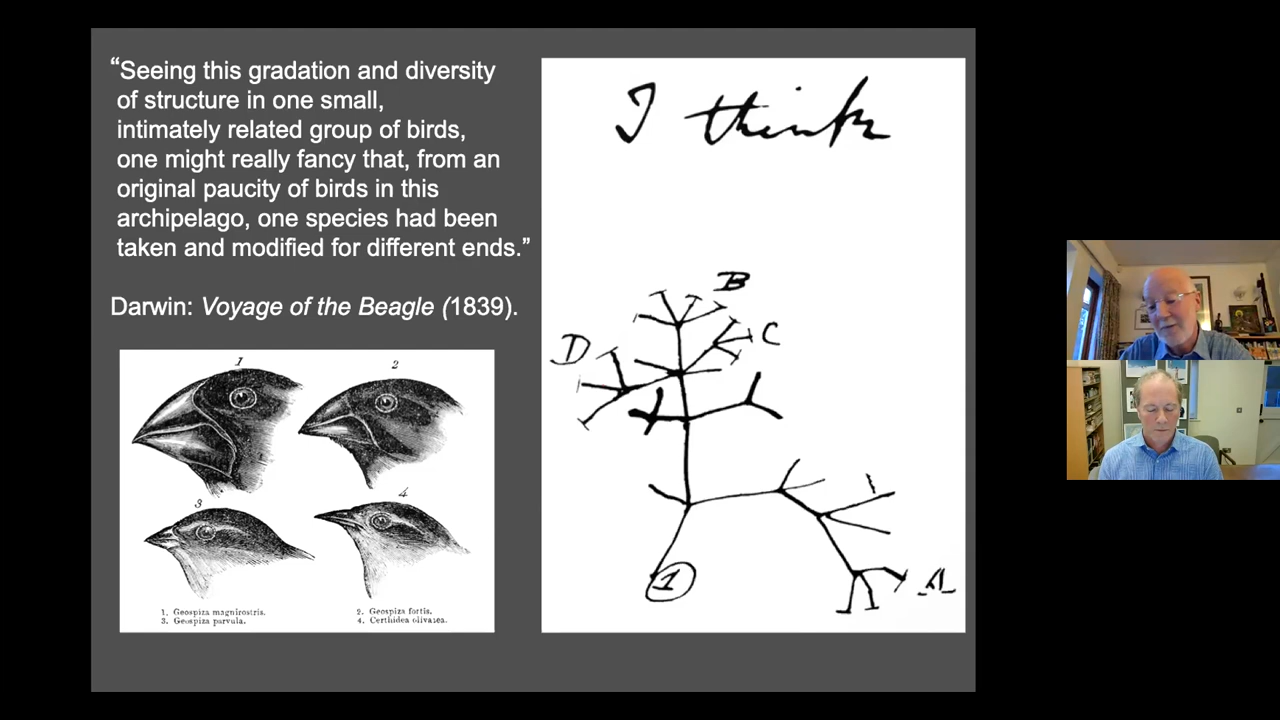 “Seeing this gradation and diversity
of structure in one small,
intimately related group of birds,
one might really fancy that, from an
original paucity of birds in this
archipelago, one species had been
taken and modified for different ends.”
Darwin: Voyage of the Beagle (1839).
1
2
3
4
1. Geospiza magnirostris.
2. Geospiza fortis.
3. Geospiza parvula.
4. Certhidea olivasea.
I think
B
C
D
1
A